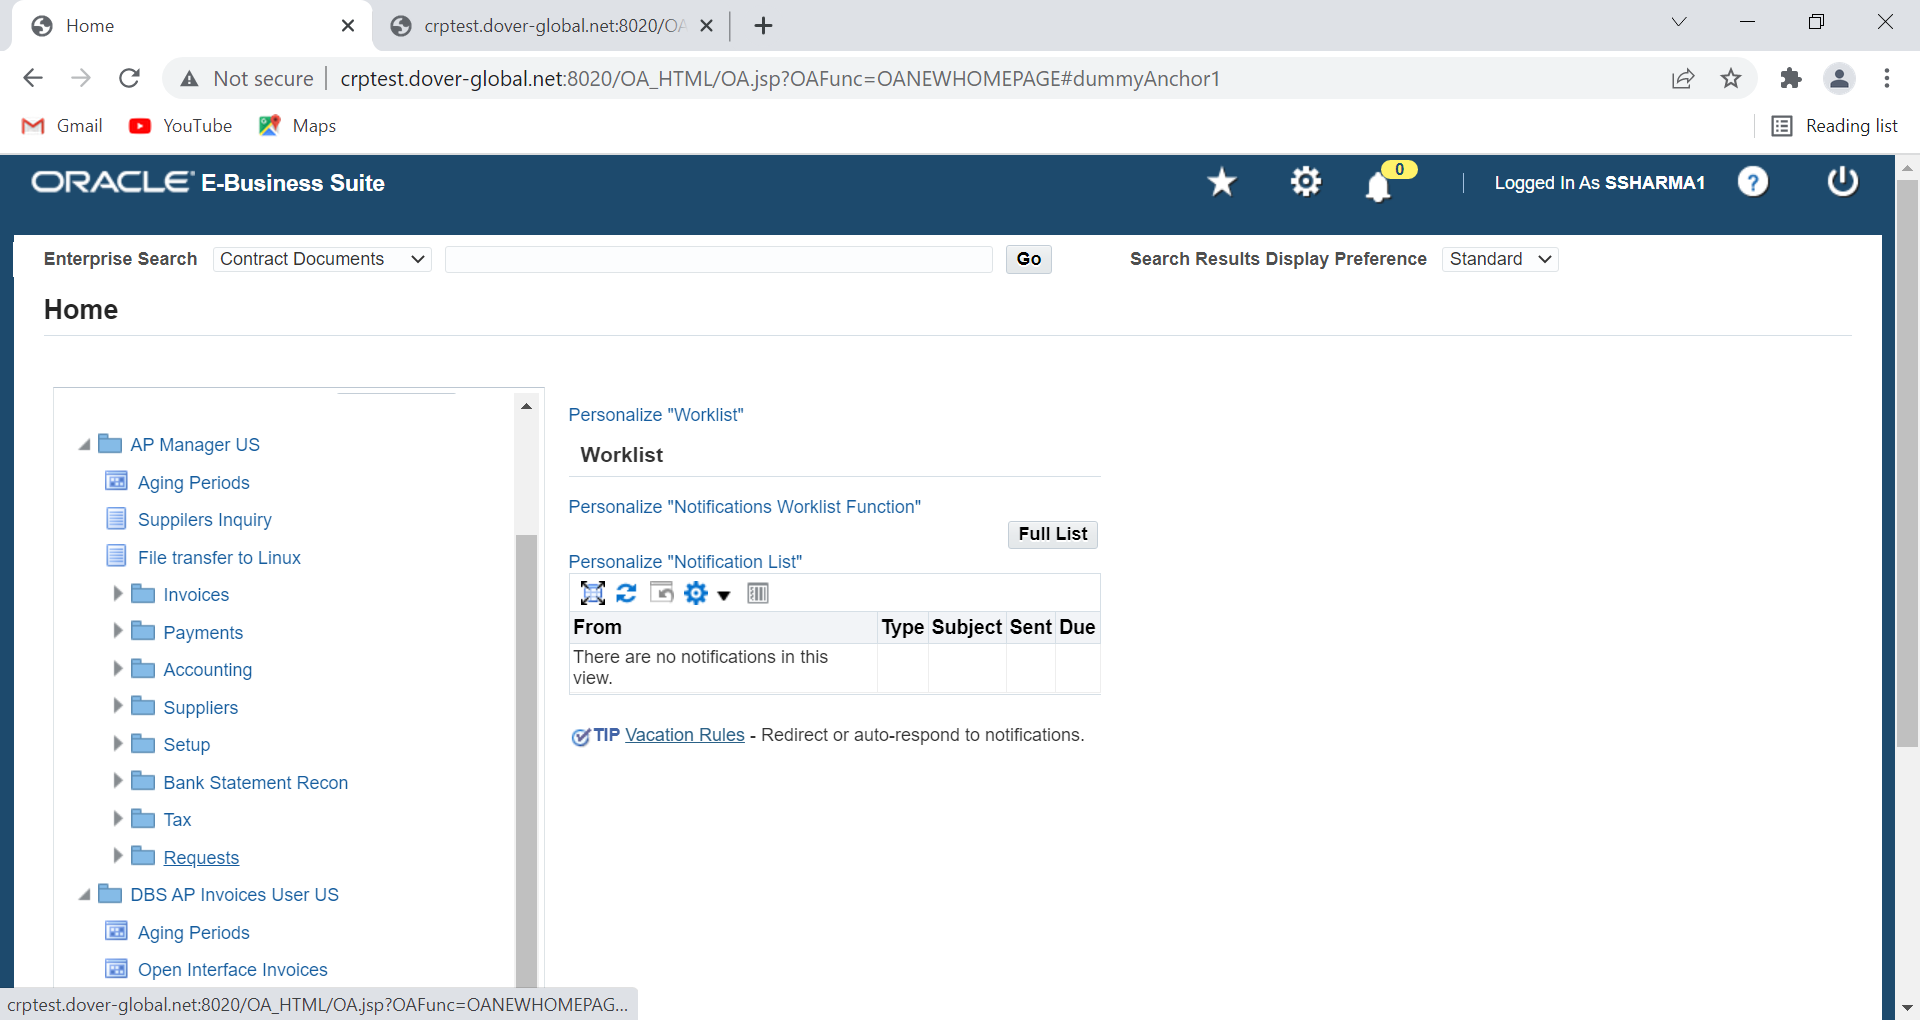 Home
crptest.dover-global.net:8020/OA
Not secure crptest.dover-global.net:8020/OA_HTML/OA.jsp?OAFunc=OANEWHOMEPAGE#dummyAnchor1
Gmail YouTube Maps Reading list
ORACLE E-Business Suite 0 Logged In As SSHARMA1 ?
Enterprise Search Contract Documents Go Search Results Display Preference Standard
Home
AP Manager US
Aging Periods
Suppilers Inquiry
File transfer to Linux
Invoices
Payments
Accounting
Suppliers
Setup
Bank Statement Recon
Tax
Requests
DBS AP Invoices User US
Aging Periods
Open Interface Invoices
Personalize "Worklist"
Worklist
Personalize "Notifications Worklist Function"
Full List
Personalize "Notification List"
From Type Subject Sent Due
There are no notifications in this
view.
TIP Vacation Rules - Redirect or auto-respond to notifications.
crptest.dover-global.net:8020/OA_HTML/OA.jsp?OAFunc=OANEWHOMEPAG...